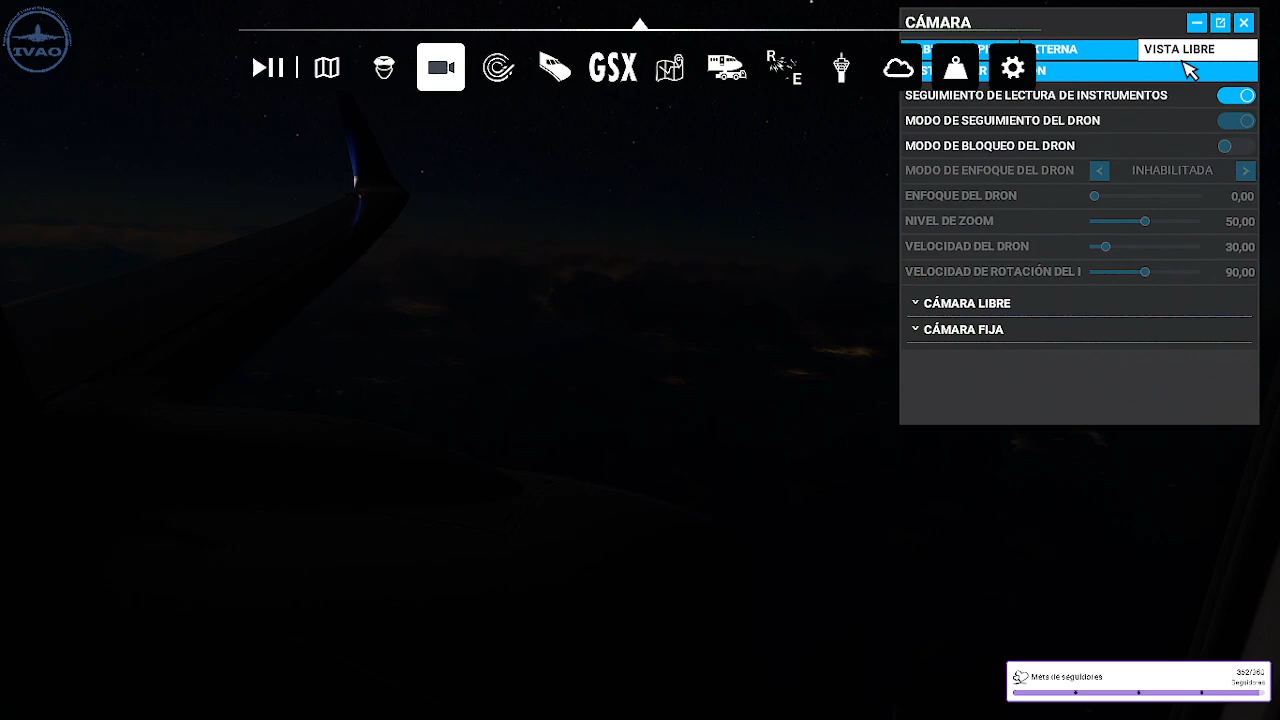 IVAO
CÁMARA
EXTERNA
VISTA LIBRE
GSX
R
E
SEGUIMIENTO DE LECTURA DE INSTRUMENTOS
MODO DE SEGUIMIENTO DEL DRON
MODO DE BLOQUEO DEL DRON
MODO DE ENFOQUE DEL DRON < INHABILITADA >
ENFOQUE DEL DRON 0,00
NIVEL DE ZOOM 50,00
VELOCIDAD DEL DRON 30,00
VELOCIDAD DE ROTACIÓN DEL 90,00
CÁMARA LIBRE
CÁMARA FIJA
Meta de seguidores
Seguidores